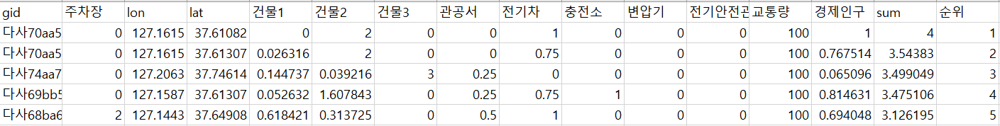 gid 주차장 lon lat 건물1 건물2 건물3 관공서 전기차 충전소 변압기 전기안전관 교통량 경제인구 sum 순위
다사70aa5 0 127.1615 37.61082 0 2 0 0 1 0 0 0 100 1 4 1
다사70aa5 0 127.1615 37.61307 0.026316 2 0 0 0.75 0 0 0 100 0.767514 3.54383 2
다사74aa7 0 127.2063 37.74614 0.144737 0.039216 3 0.25 0 0 0 0 100 0.065096 3.499049 3
다사69bb5 0 127.1587 37.61307 0.052632 1.607843 0 0.25 0.75 1 0 0 100 0.814631 3.475106 4
다사68ba6 2 127.1443 37.64908 0.618421 0.313725 0 0.5 1 0 0 0 100 0.694048 3.126195 5